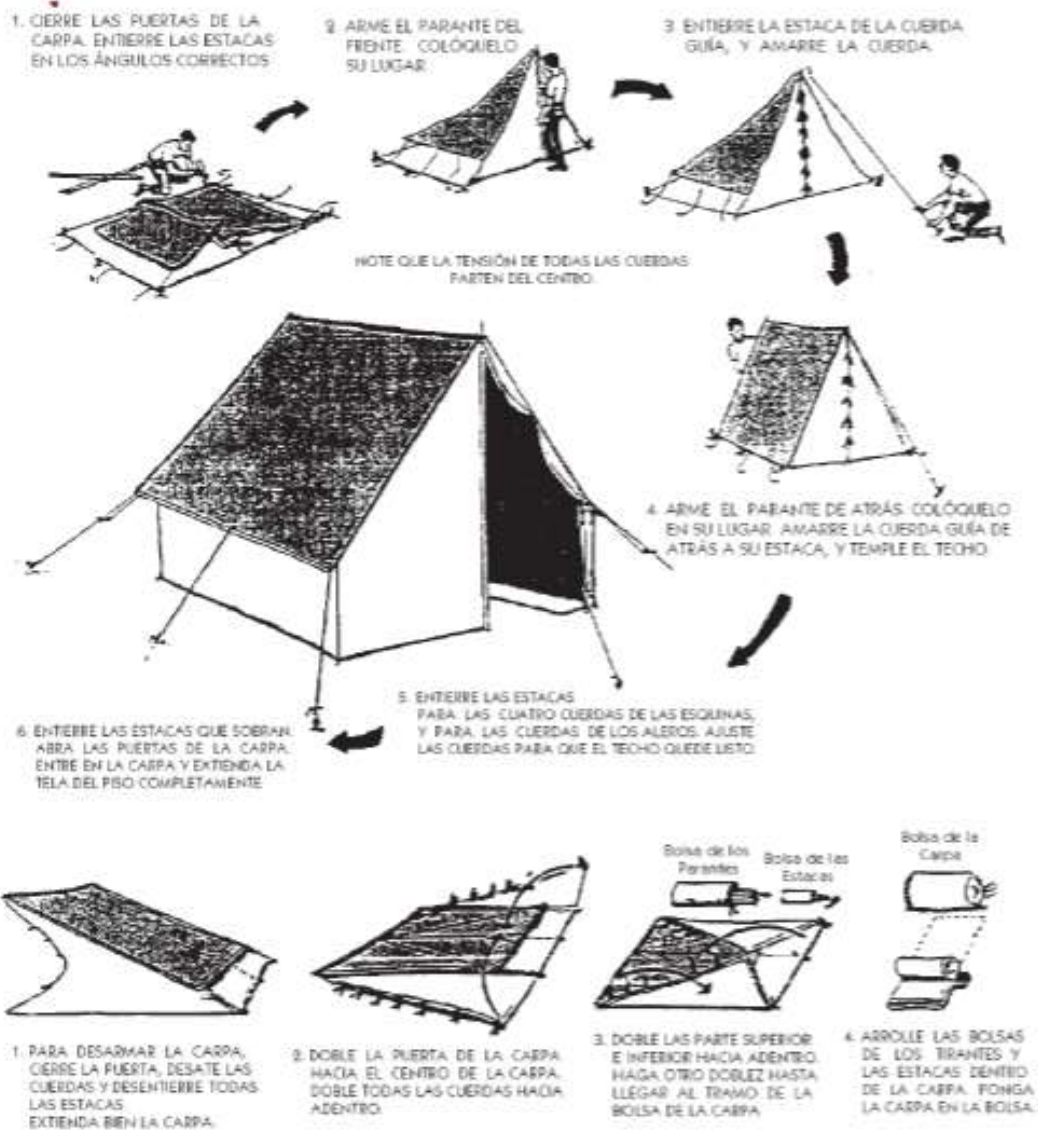 1. CIERRE LAS PUERTAS DE LA
CARPA. ENTIERRE LAS ESTACAS
EN LOS ÁNGULOS CORRECTOS
2. ARME EL PARANTE DEL
FRENTE COLÓQUELO
SU LUGAR
3. ENTIERRE LA ESTACA DE LA CUERDA
GUÍA, Y AMARRE LA CUERDA
NOTE QUE LA TENSIÓN DE TODAS LAS CUERDAS
PARTEN DEL CENTRO.
4. ARME EL PARANTE DE ATRÁS COLÓQUELO
EN SU LUGAR AMARRE LA CUERDA GUÍA DE
ATRÁS A SU ESTACA, Y TEMPLE EL TECHO
5. ENTIERRE LAS ESTACAS
PARA LAS CUATRO CUERDAS DE LAS ESQUINAS,
Y PARA LAS CUERDAS DE LOS ALEROS. AJUSTE
LAS CUERDAS PARA QUE EL TECHO QUEDE LISTO
6. ENTIERRE LAS ESTACAS QUE SOBRAN.
ABRA LAS PUERTAS DE LA CARPA.
ENTRE EN LA CARPA Y EXTIENDA LA
TELA DEL PISO COMPLETAMENTE
Bolsa de los
Parantes
Bolsa de las
Estacas
Bolsa de la
Carpa
1. PARA DESARMAR LA CARPA,
CIERRE LA PUERTA, DESATE LAS
CUERDAS Y DESENTIERRE TODAS
LAS ESTACAS
EXTIENDA BIEN LA CARPA.
2. DOBLE LA PUERTA DE LA CARPA
HACIA EL CENTRO DE LA CARPA.
DOBLE TODAS LAS CUERDAS HACIA
ADENTRO.
3. DOBLE LAS PARTE SUPERIOR
E INFERIOR HACIA ADENTRO.
HAGA OTRO DOBLEZ HASTA
LLEGAR AL TRAMO DE LA
BOLSA DE LA CARPA
4. ARROLLE LAS BOLSAS
DE LOS TIRANTES Y
LAS ESTACAS DENTRO
DE LA CARPA. PONGA
LA CARPA EN LA BOLSA.